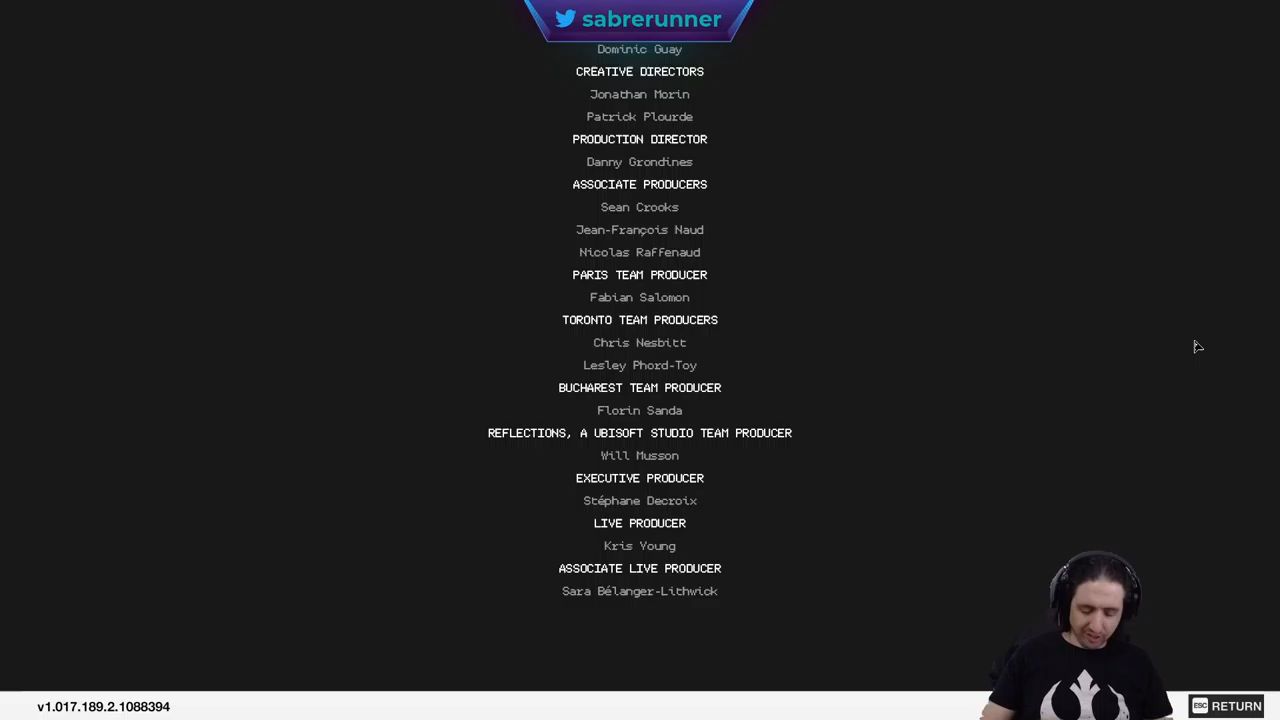 sabrerunner
Dominic Guay
CREATIVE DIRECTORS
Jonathan Morin
Patrick Plourde
PRODUCTION DIRECTOR
Danny Grondines
ASSOCIATE PRODUCERS
Sean Crooks
Jean-François Naud
Nicolas Raffenaud
PARIS TEAM PRODUCER
Fabian Salomon
TORONTO TEAM PRODUCERS
Chris Nesbitt
Lesley Phord-Toy
BUCHAREST TEAM PRODUCER
Florin Sanda
REFLECTIONS, A UBISOFT STUDIO TEAM PRODUCER
Will Musson
EXECUTIVE PRODUCER
Stéphane Decroix
LIVE PRODUCER
Kris Young
ASSOCIATE LIVE PRODUCER
Sara Bélanger-Lithwick
v1.017.189.2.1088394
ESC RETURN